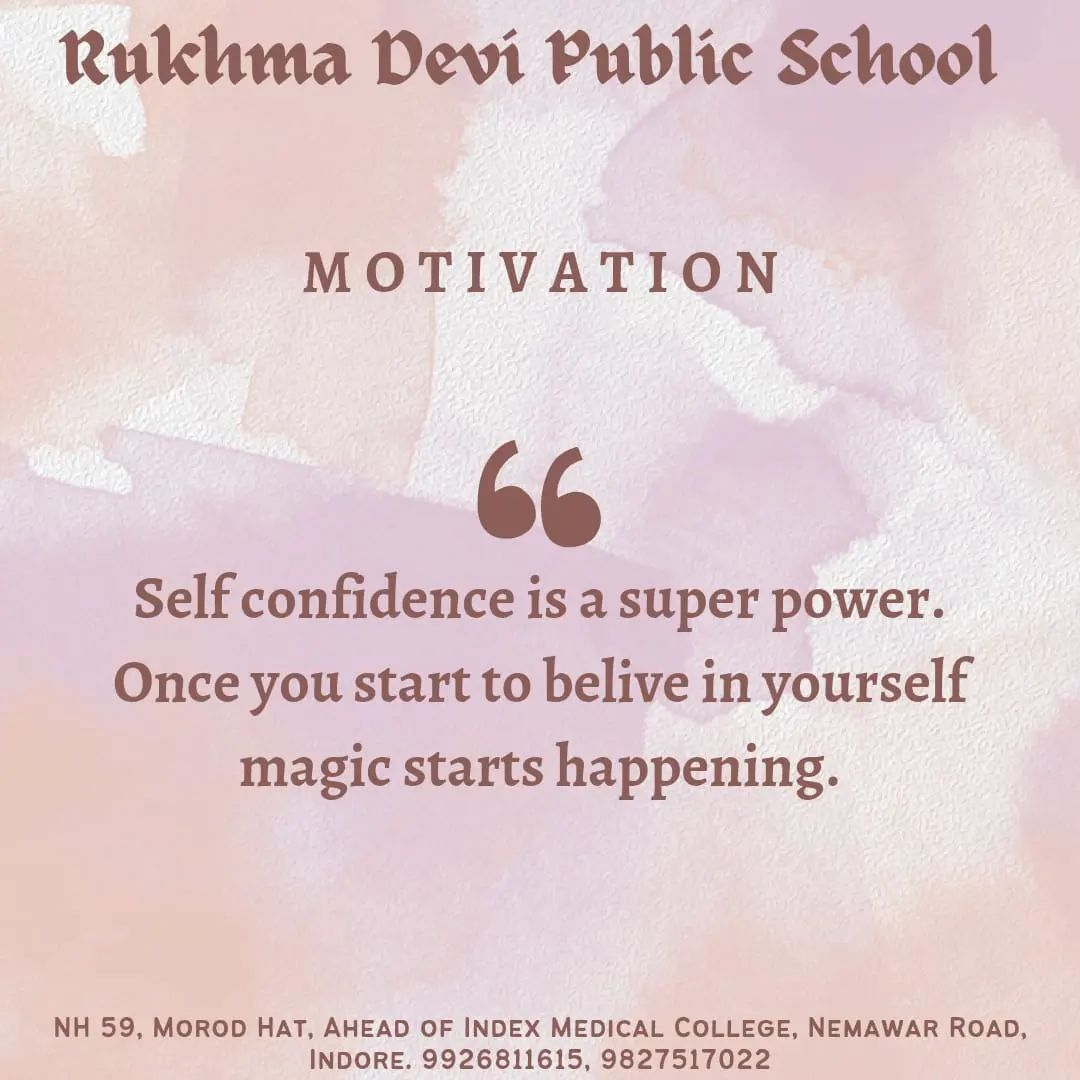 Rukhma Devi Public School
MOTIVATION
“
Self confidence is a super power.
Once you start to belive in yourself
magic starts happening.
NH 59, Morod Hat, Ahead of Index Medical College, Nemawar Road,
Indore. 9926811615, 9827517022